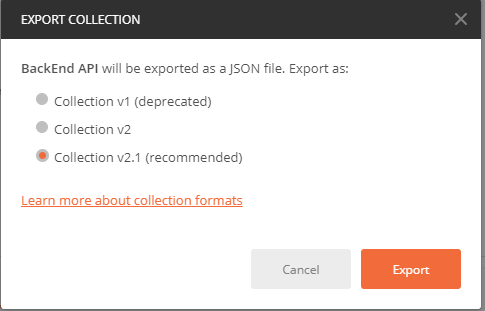 EXPORT COLLECTION
BackEnd API will be exported as a JSON file. Export as:
Collection v1 (deprecated)
Collection v2
Collection v2.1 (recommended)
Learn more about collection formats
Cancel
Export